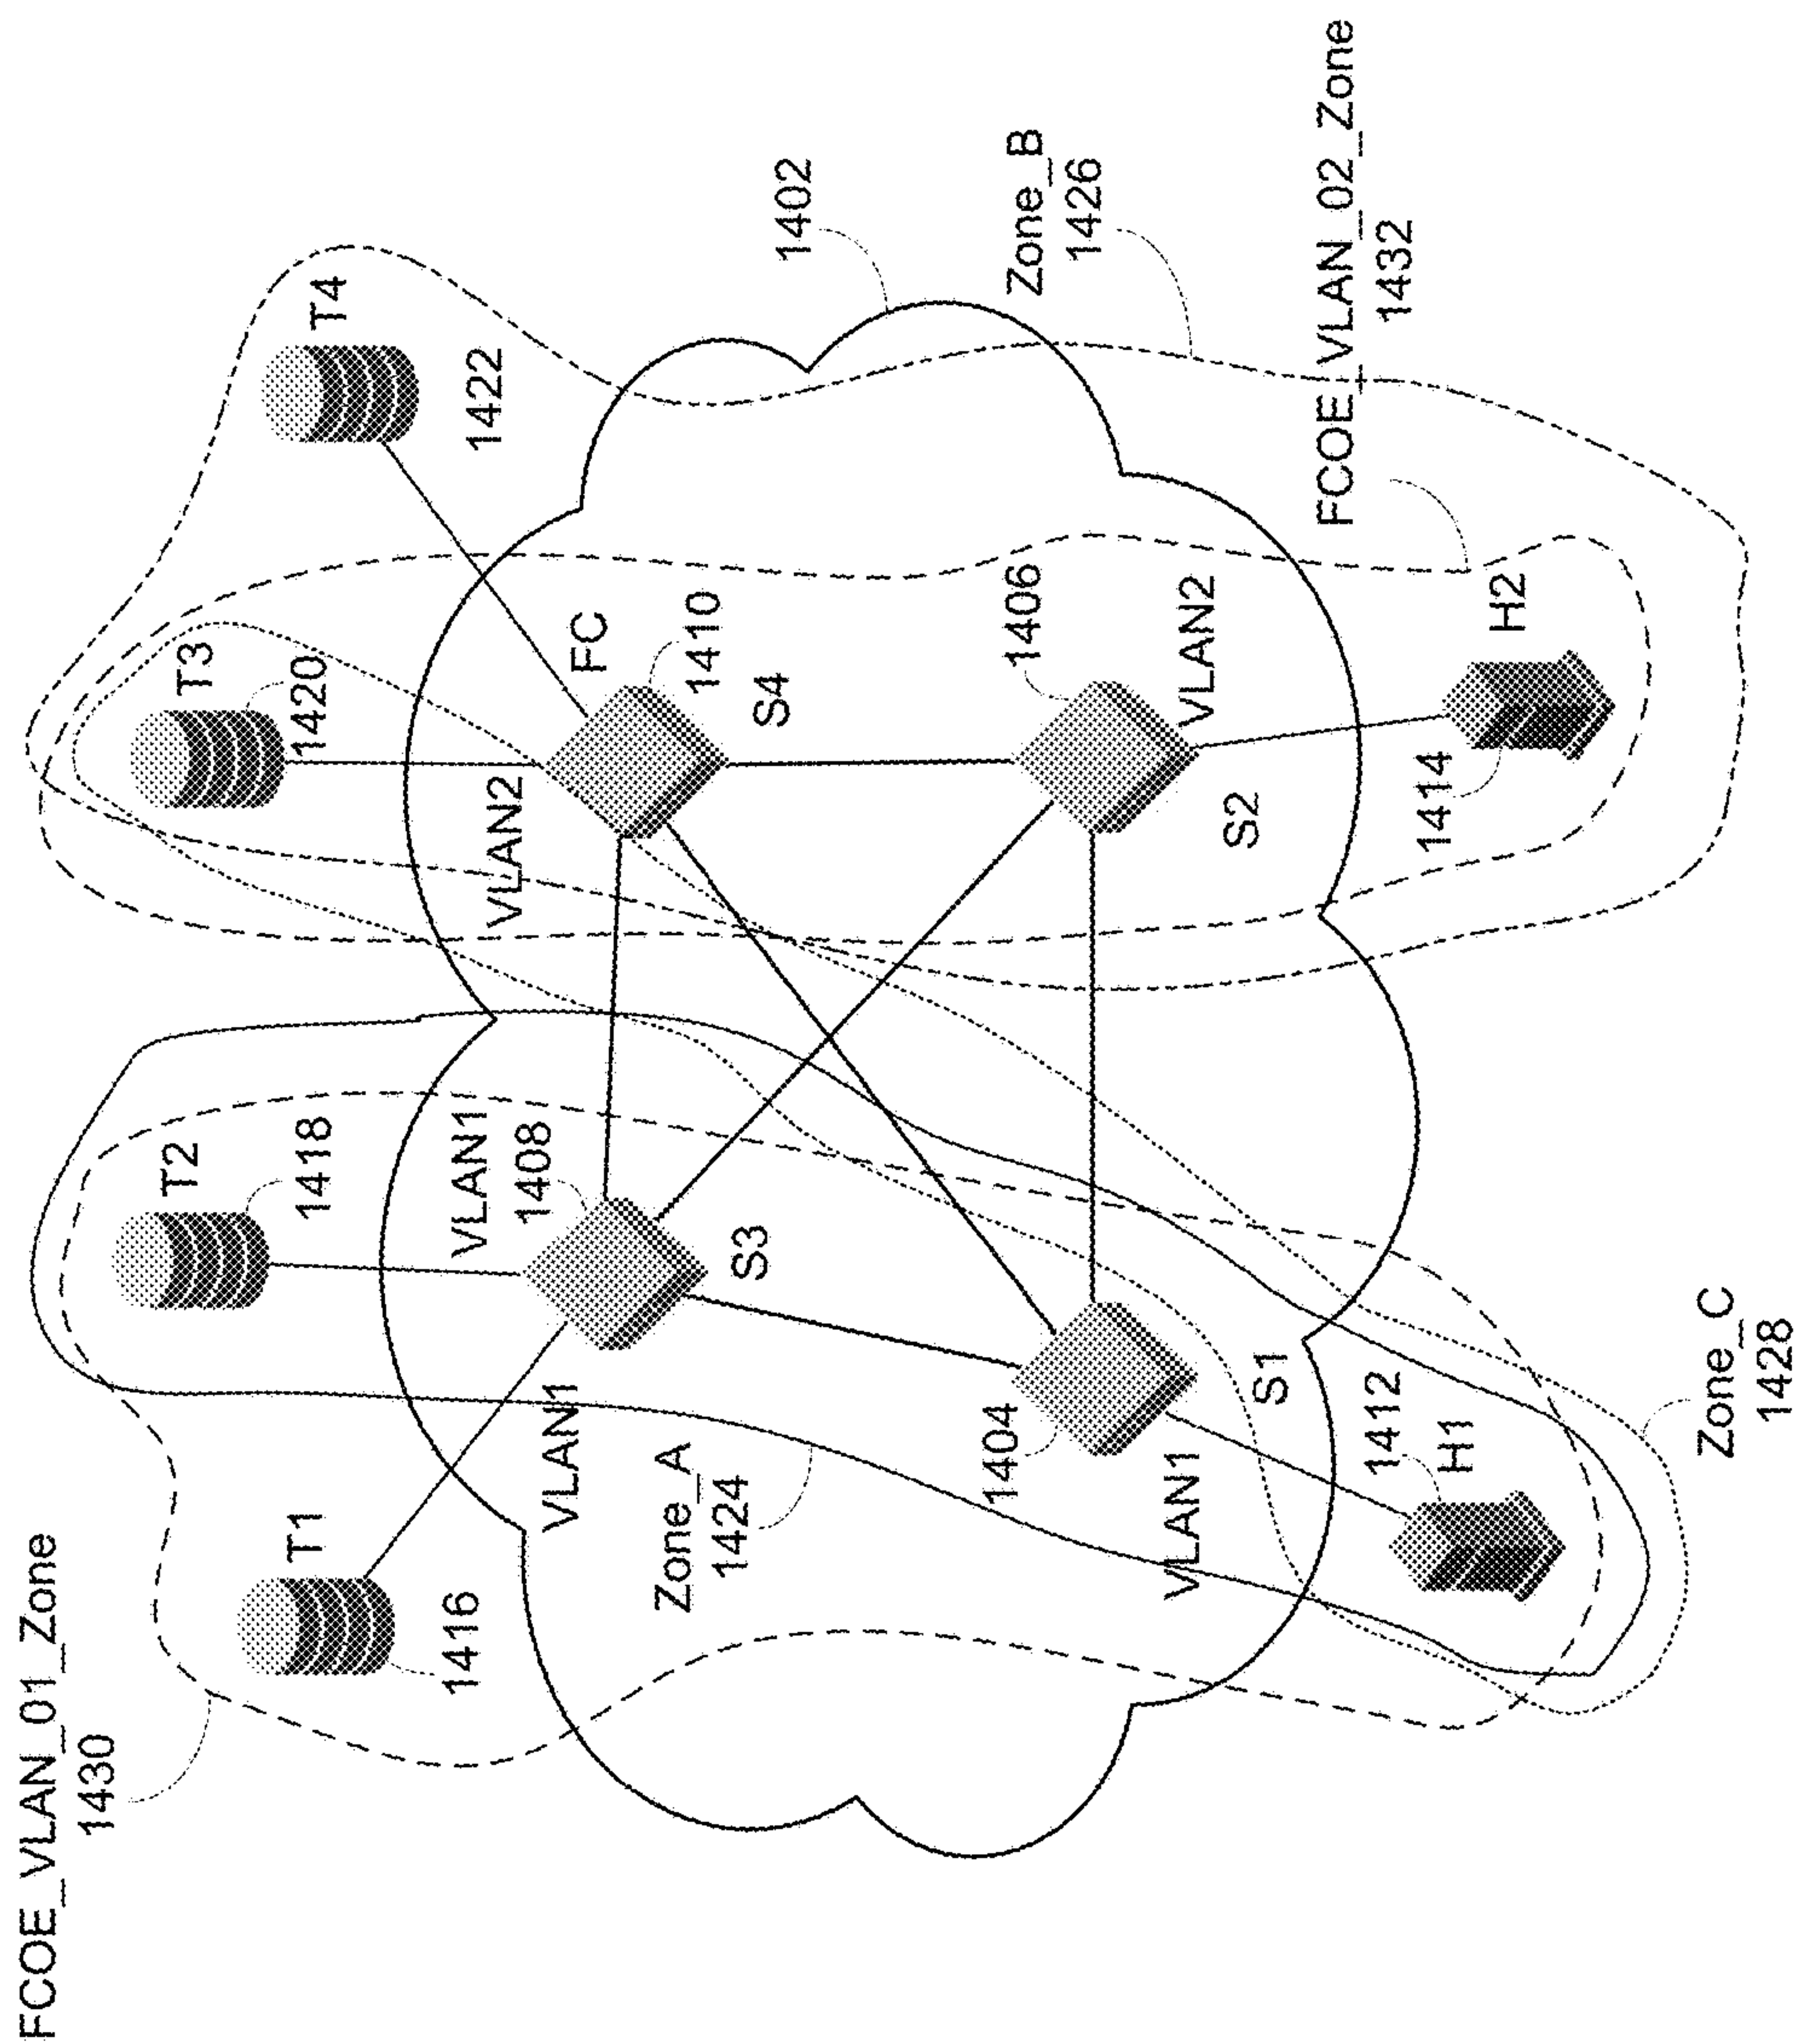 FCOE_VLAN_01_Zone
1430
T2
T3
T1
1418
1420
T4
1416
VLAN1
1422
VLAN2
1408
VLAN1
FC
Zone_A
1424
1410
S3
S4
1402
1404
1406
Zone_B
1426
VLAN1
VLAN2
S1
S2
FCOE_VLAN_02_Zone
1432
1412
1414
H1
H2
Zone_C
1428